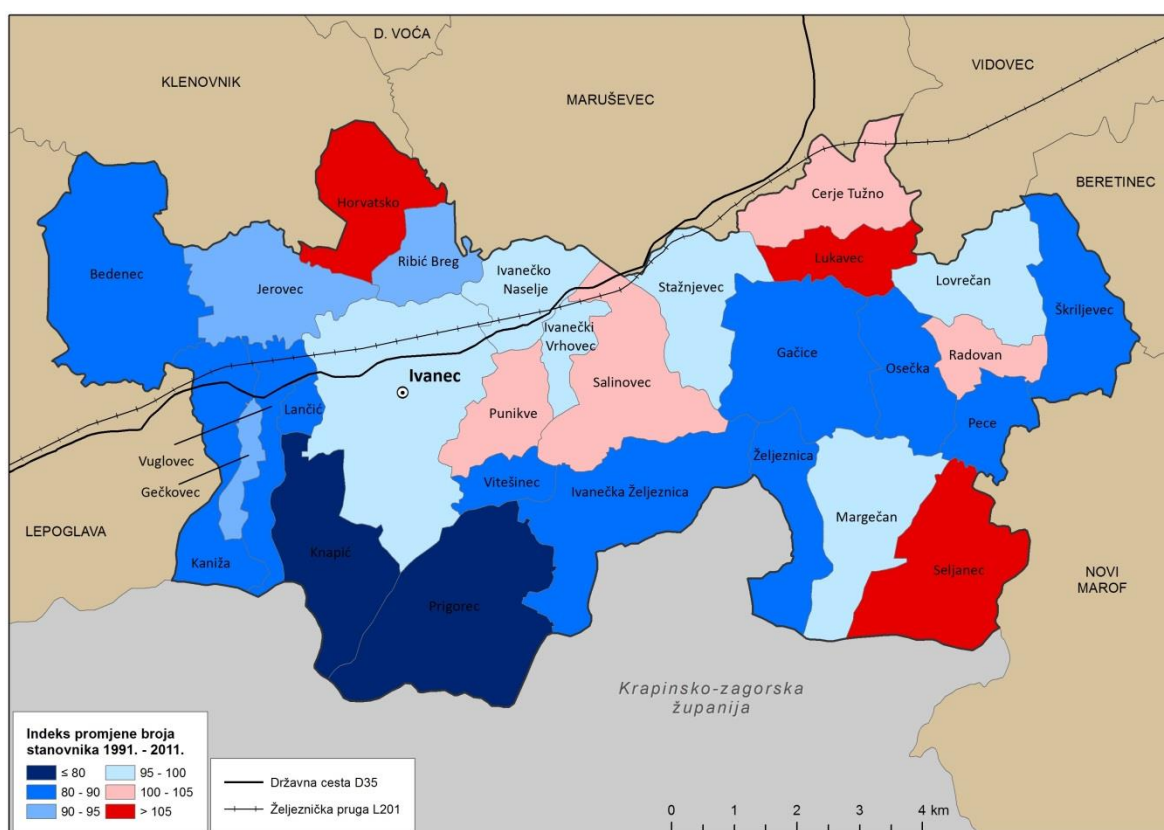 D. VOĆA
KLENOVNIK
VIDOVEC
MARUŠEVEC
BERETINEC
Horvatsko
Cerje Tužno
Ribić Breg
Lukavec
Bedenec
Jerovec
Ivanečko
Naselje
Stažnjevec
Lovrečan
Škriljevec
Ivanečki
Vrhovec
Gačice
Radovan
Osečka
Ivanec
Salinovec
Lančić
Punikve
Pece
Vuglovec
Željeznica
Gečkovec
Vitešinec
Ivanečka Željeznica
Margečan
LEPOGLAVA
Kaniža
Knapić
Seljanec
NOVI
MAROF
Prigorec
Krapinsko-zagorska
županija
Indeks promjene broja
stanovnika 1991. - 2011.
≤ 80
95 - 100
80 - 90
100 - 105
90 - 95
> 105
Državna cesta D35
Željeznička pruga L201
0 1 2 3 4 km